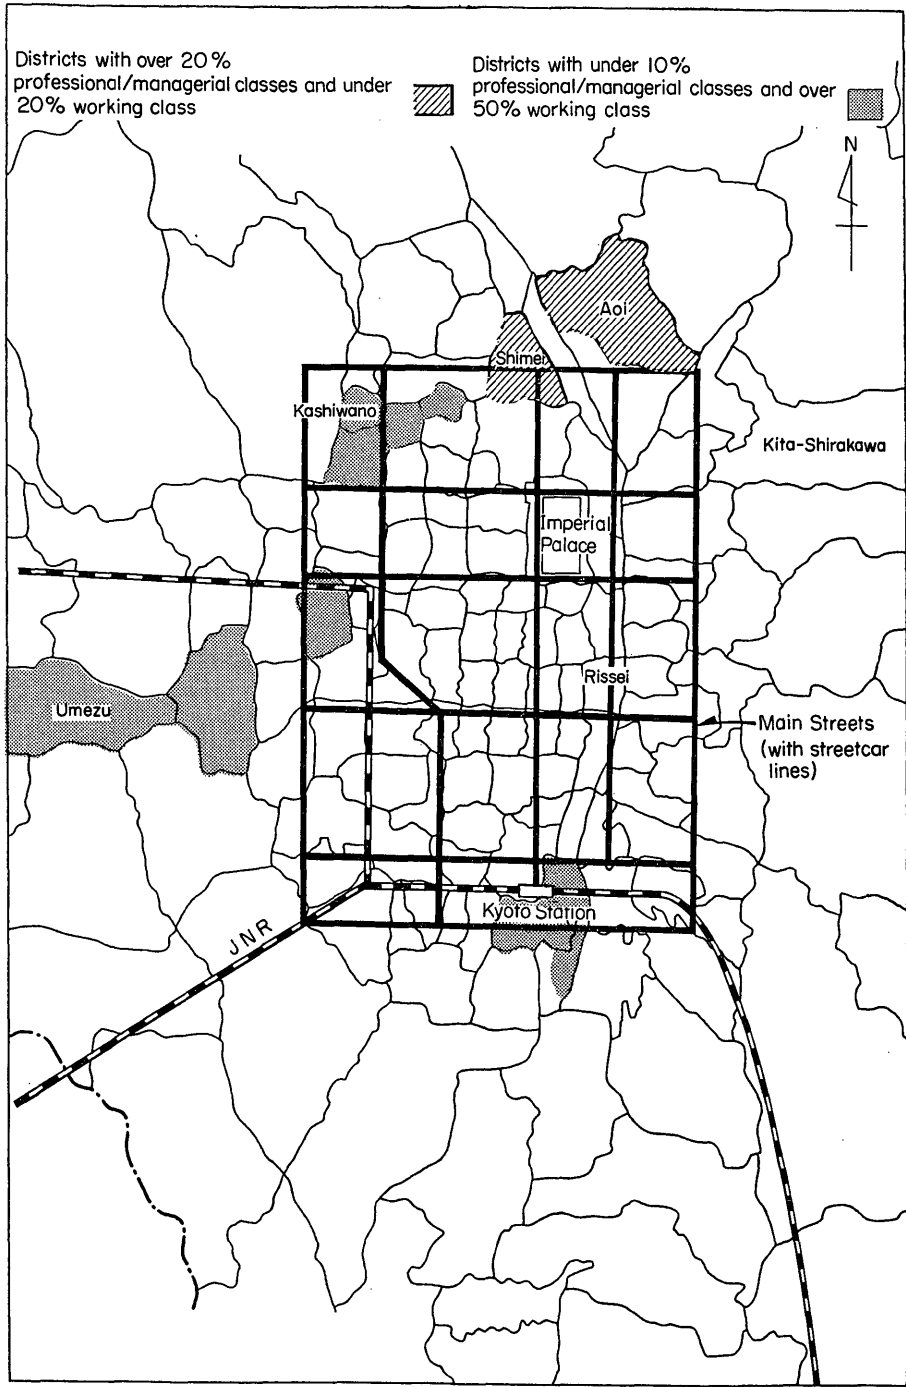 Districts with over 20%
professional/managerial classes and under
20% working class
Districts with under 10%
professional/managerial classes and over
50% working class
N
Aoi
Shimei
Kashiwano
Kita-Shirakawa
Imperial
Palace
Rissei
Umezu
Main Streets
(with streetcar
lines)
Kyoto Station
JNR